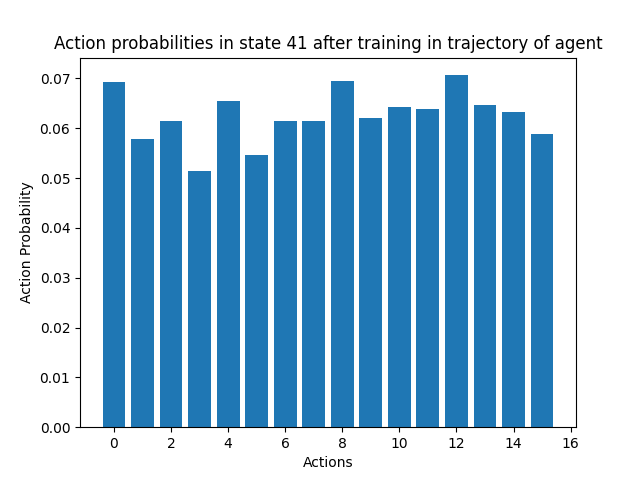 Action probabilities in state 41 after training in trajectory of agent
0.07
0.06
0.05
0.04
0.03
0.02
0.01
0.00
Action Probability
0 2 4 6 8 10 12 14 16
Actions